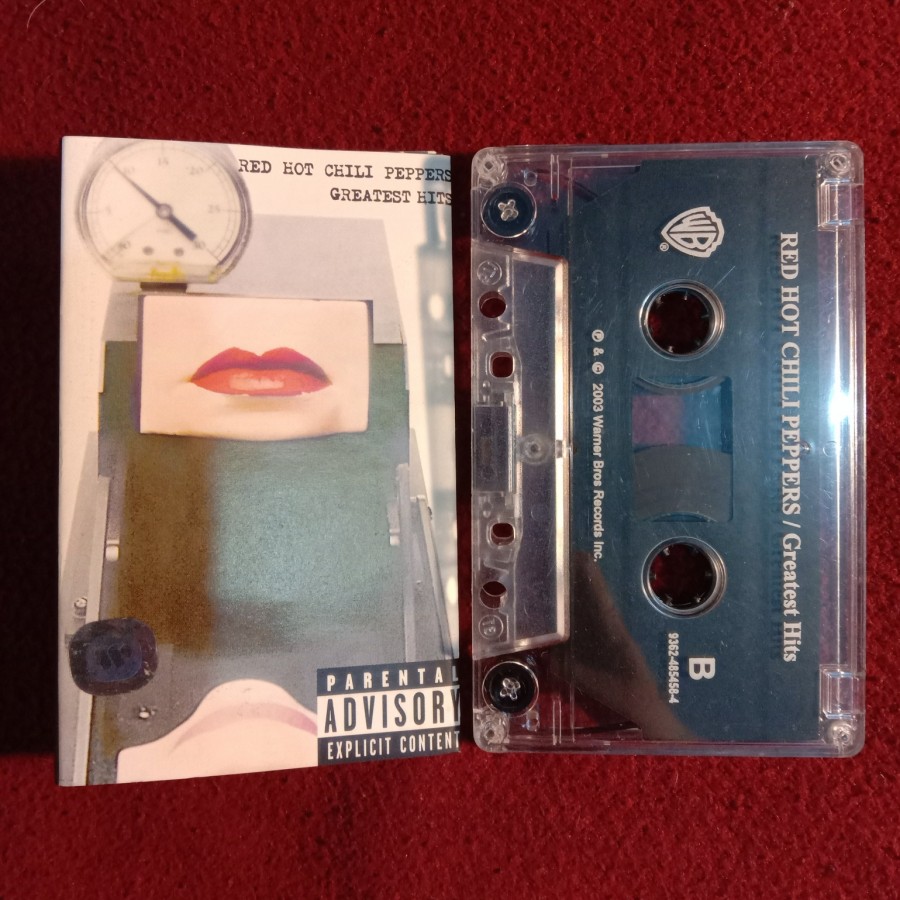 RED HOT CHILI PEPPERS
GREATEST HITS
PARENTAL
ADVISORY
EXPLICIT CONTENT
WB
®
RED HOT CHILI PEPPERS / Greatest Hits
℗ & © 2003 Warner Bros Records Inc.
B
9362-485458-4